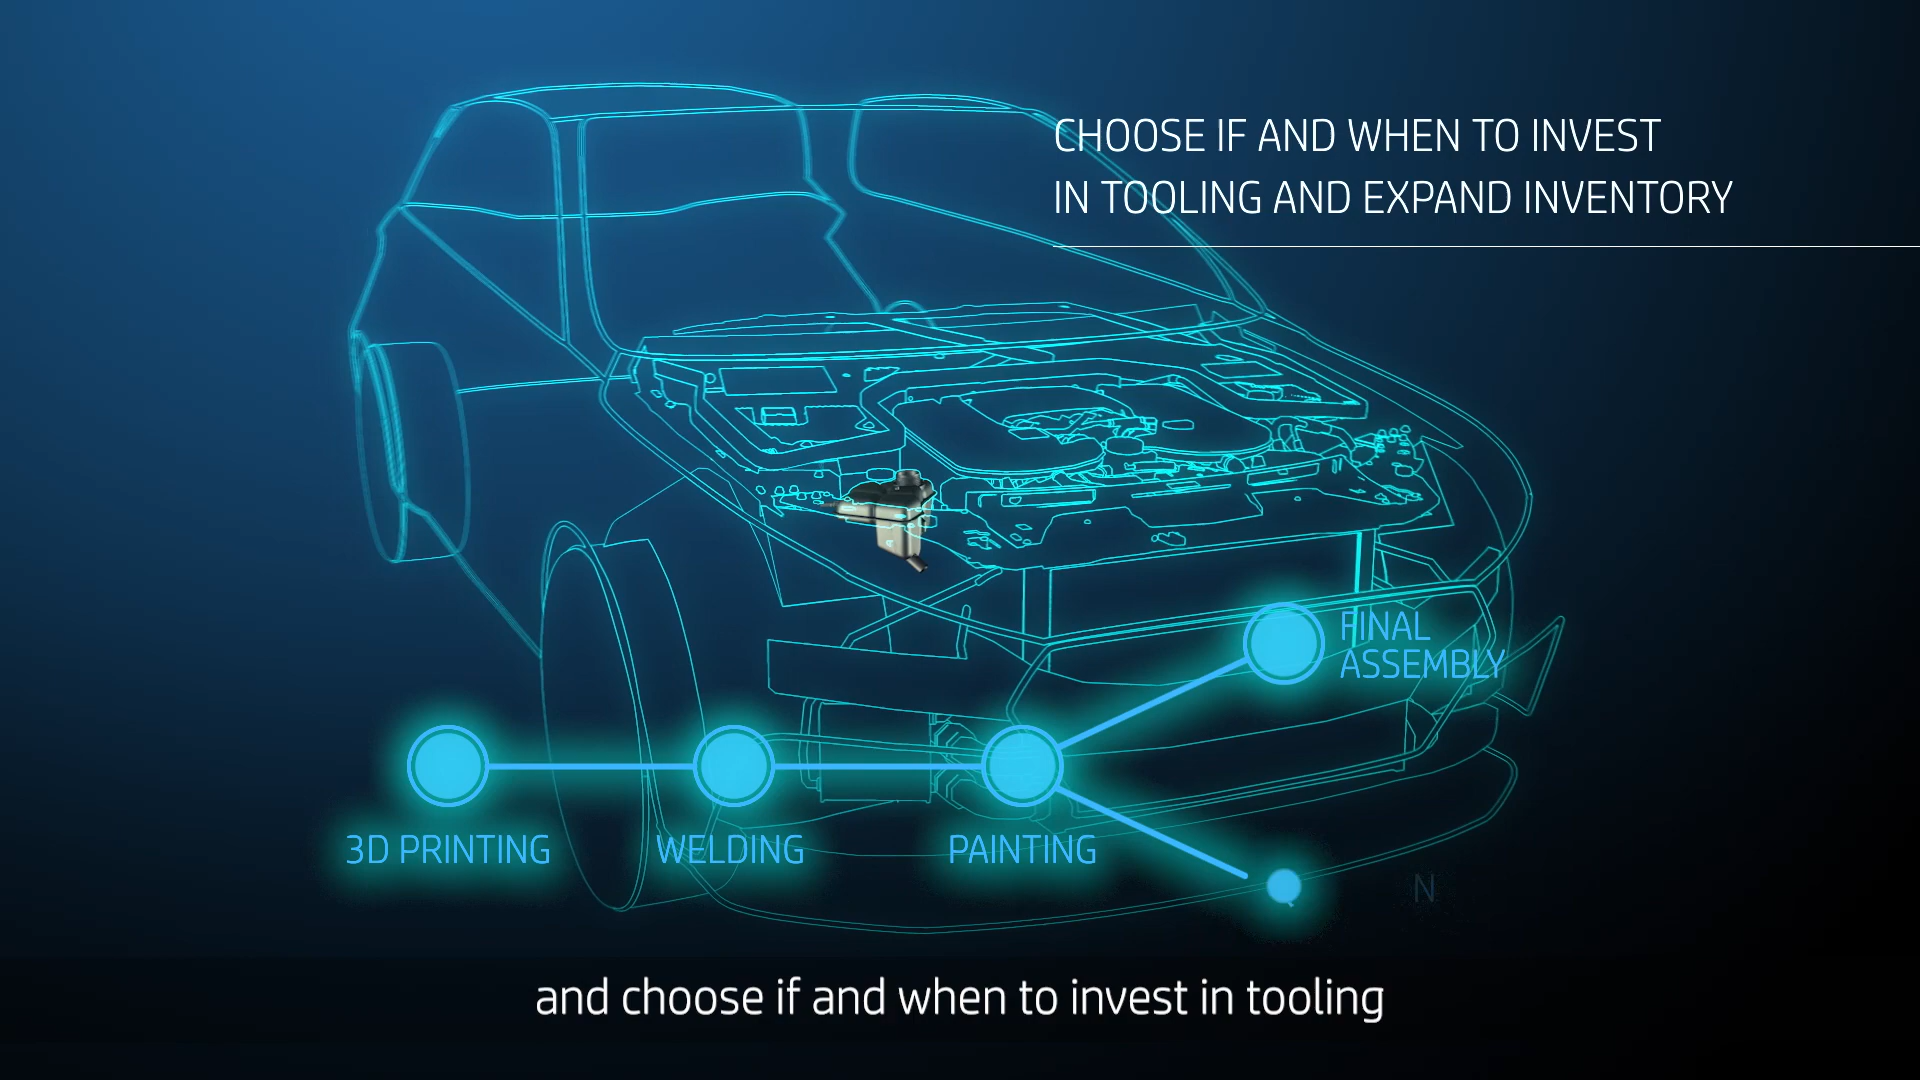 CHOOSE IF AND WHEN TO INVEST
IN TOOLING AND EXPAND INVENTORY
FINAL
ASSEMBLY
3D PRINTING
WELDING
PAINTING
N
and choose if and when to invest in tooling